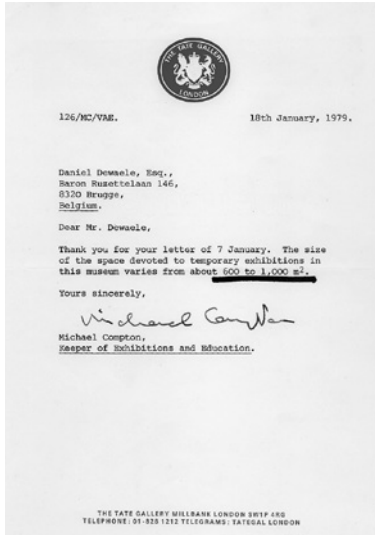 THE TATE GALLERY
LONDON
126/MC/VAE. 18th January, 1979.
Daniel Dewaele, Esq.,
Baron Ruzettelaan 146,
8320 Brugge,
Belgium.
Dear Mr. Dewaele,
Thank you for your letter of 7 January. The size
of the space devoted to temporary exhibitions in
this museum varies from about 600 to 1,000 m².
Yours sincerely,
Michael Compton
Michael Compton,
Keeper of Exhibitions and Education.
THE TATE GALLERY MILLBANK LONDON SW1P 4RG
TELEPHONE: 01-828 1212 TELEGRAMS: TATEGAL LONDON